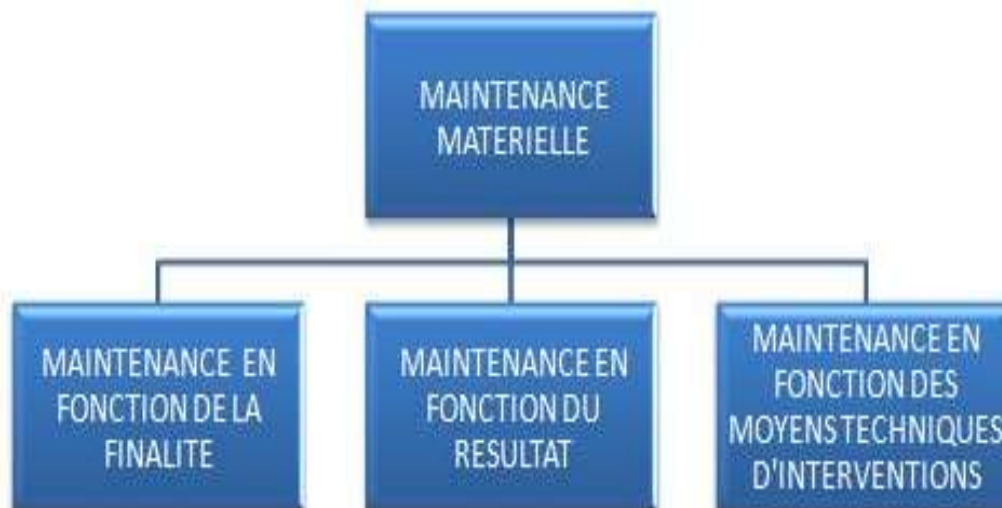 MAINTENANCE
MATERIELLE
MAINTENANCE EN
FONCTION DE LA
FINALITE
MAINTENANCE EN
FONCTION DU
RESULTAT
MAINTENANCE EN
FONCTION DES
MOYENS TECHNIQUES
D'INTERVENTIONS